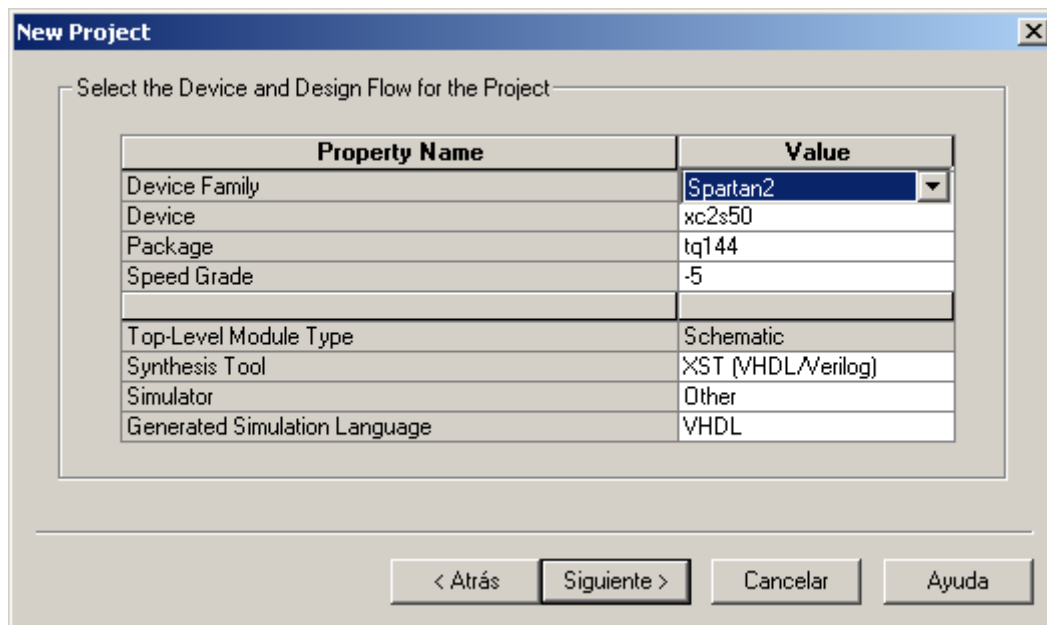 New Project
Select the Device and Design Flow for the Project
Property Name Value
Device Family Spartan2
Device xc2s50
Package tq144
Speed Grade -5
Top-Level Module Type Schematic
Synthesis Tool XST (VHDL/Verilog)
Simulator Other
Generated Simulation Language VHDL
< Atrás Siguiente > Cancelar Ayuda